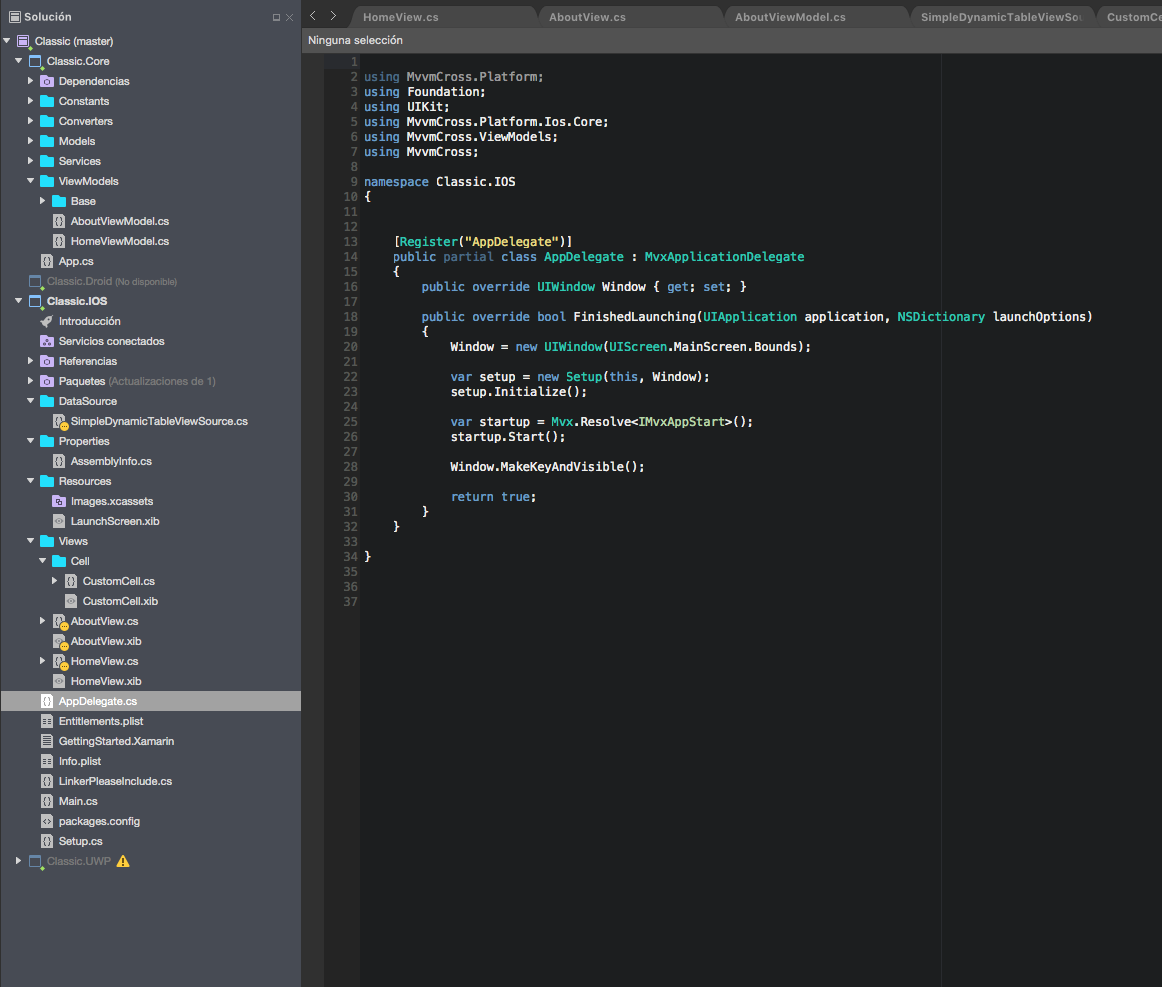 Solución
Classic (master)
Classic.Core
Dependencias
Constants
Converters
Models
Services
ViewModels
Base
AboutViewModel.cs
HomeViewModel.cs
App.cs
Classic.Droid (No disponible)
Classic.IOS
Introducción
Servicios conectados
Referencias
Paquetes (Actualizaciones de 1)
DataSource
SimpleDynamicTableViewSource.cs
Properties
AssemblyInfo.cs
Resources
Images.xcassets
LaunchScreen.xib
Views
Cell
CustomCell.cs
CustomCell.xib
AboutView.cs
AboutView.xib
HomeView.cs
HomeView.xib
AppDelegate.cs
Entitlements.plist
GettingStarted.Xamarin
Info.plist
LinkerPleaseInclude.cs
Main.cs
packages.config
Setup.cs
Classic.UWP
HomeView.cs AboutView.cs AboutViewModel.cs SimpleDynamicTableViewSou CustomCe
Ninguna selección
1
2 using MvvmCross.Platform;
3 using Foundation;
4 using UIKit;
5 using MvvmCross.Platform.Ios.Core;
6 using MvvmCross.ViewModels;
7 using MvvmCross;
8
9 namespace Classic.IOS
10 {
11
12
13 [Register("AppDelegate")]
14 public partial class AppDelegate : MvxApplicationDelegate
15 {
16 public override UIWindow Window { get; set; }
17
18 public override bool FinishedLaunching(UIApplication application, NSDictionary launchOptions)
19 {
20 Window = new UIWindow(UIScreen.MainScreen.Bounds);
21
22 var setup = new Setup(this, Window);
23 setup.Initialize();
24
25 var startup = Mvx.Resolve<IMvxAppStart>();
26 startup.Start();
27
28 Window.MakeKeyAndVisible();
29
30 return true;
31 }
32 }
33
34 }
35
36
37